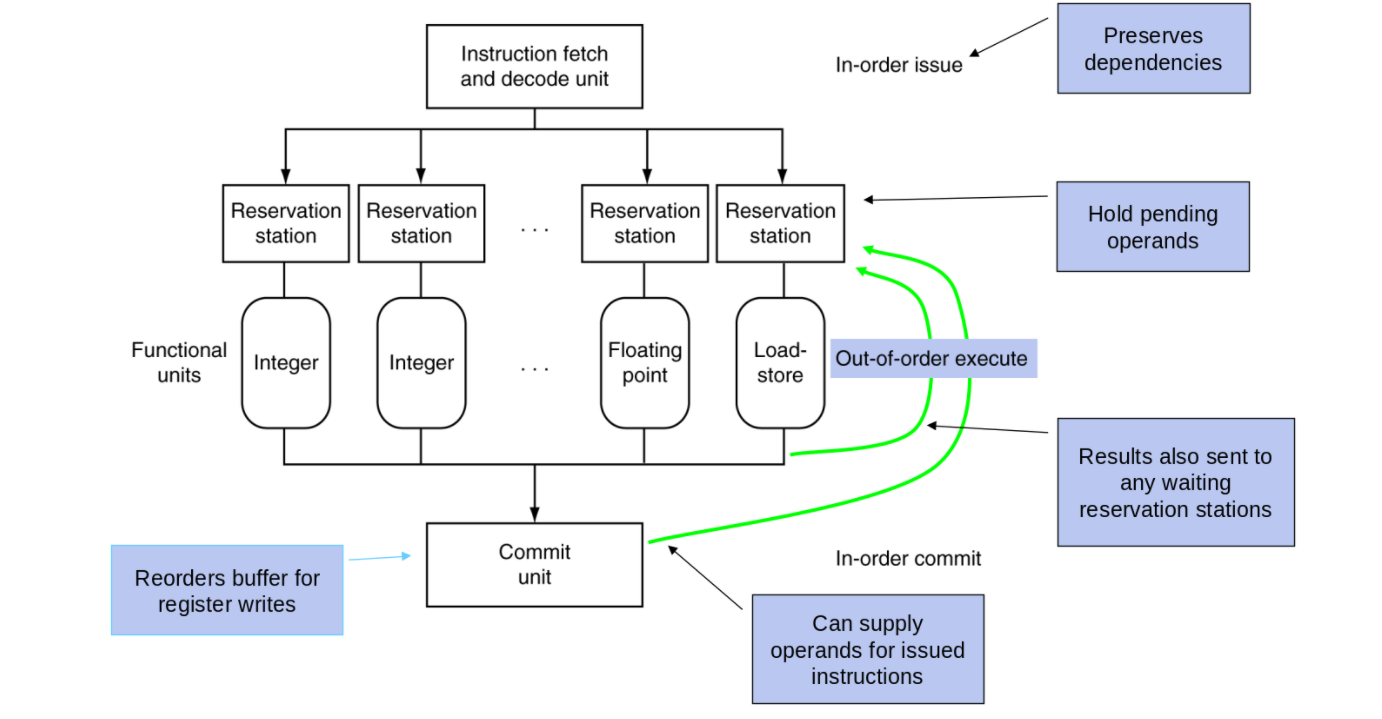 Instruction fetch
and decode unit
In-order issue
Preserves
dependencies
Reservation
station
Reservation
station
. . .
Reservation
station
Reservation
station
Hold pending
operands
Functional
units
Integer
Integer
. . .
Floating
point
Load-
store
Out-of-order execute
Results also sent to
any waiting
reservation stations
Commit
unit
In-order commit
Reorders buffer for
register writes
Can supply
operands for issued
instructions